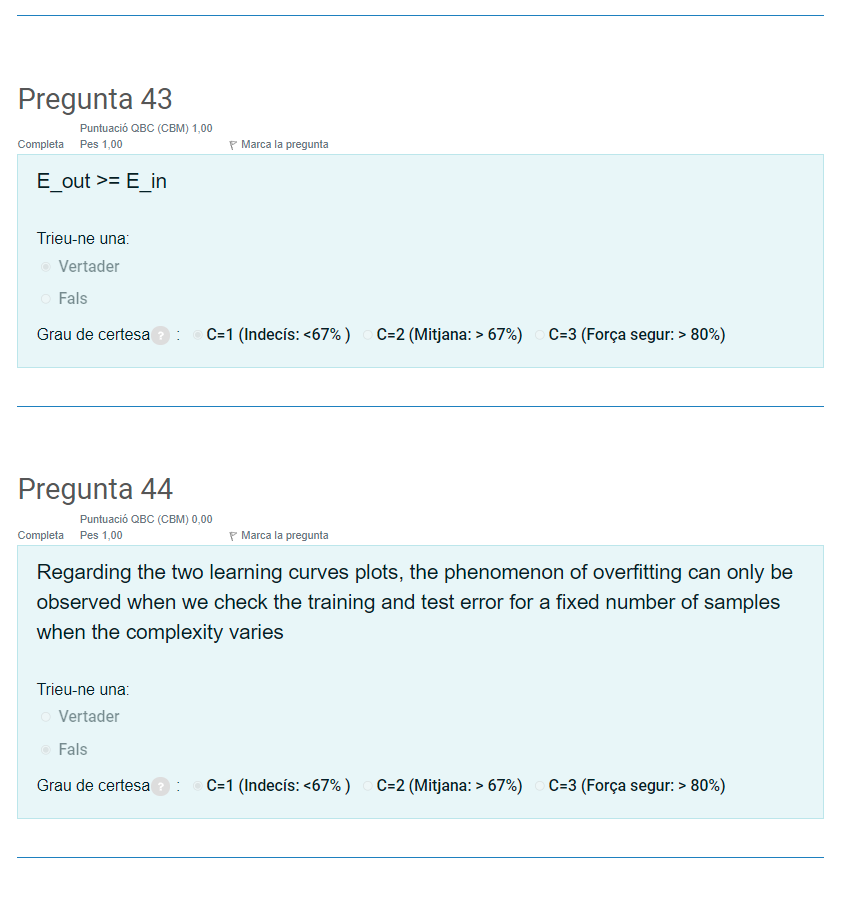 Pregunta 43
Puntuació QBC (CBM) 1,00
Completa Pes 1,00 Marca la pregunta
E_out >= E_in
Trieu-ne una:
Vertader
Fals
Grau de certesa ? : C=1 (Indecís: <67% ) C=2 (Mitjana: > 67%) C=3 (Força segur: > 80%)
Pregunta 44
Puntuació QBC (CBM) 0,00
Completa Pes 1,00 Marca la pregunta
Regarding the two learning curves plots, the phenomenon of overfitting can only be
observed when we check the training and test error for a fixed number of samples
when the complexity varies
Trieu-ne una:
Vertader
Fals
Grau de certesa ? : C=1 (Indecís: <67% ) C=2 (Mitjana: > 67%) C=3 (Força segur: > 80%)